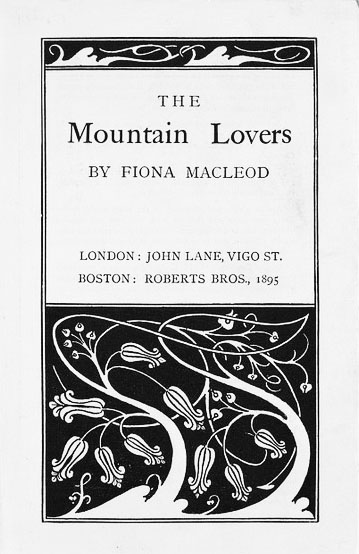 THE
Mountain Lovers
BY FIONA MACLEOD
LONDON: JOHN LANE, VIGO ST.
BOSTON: ROBERTS BROS., 1895